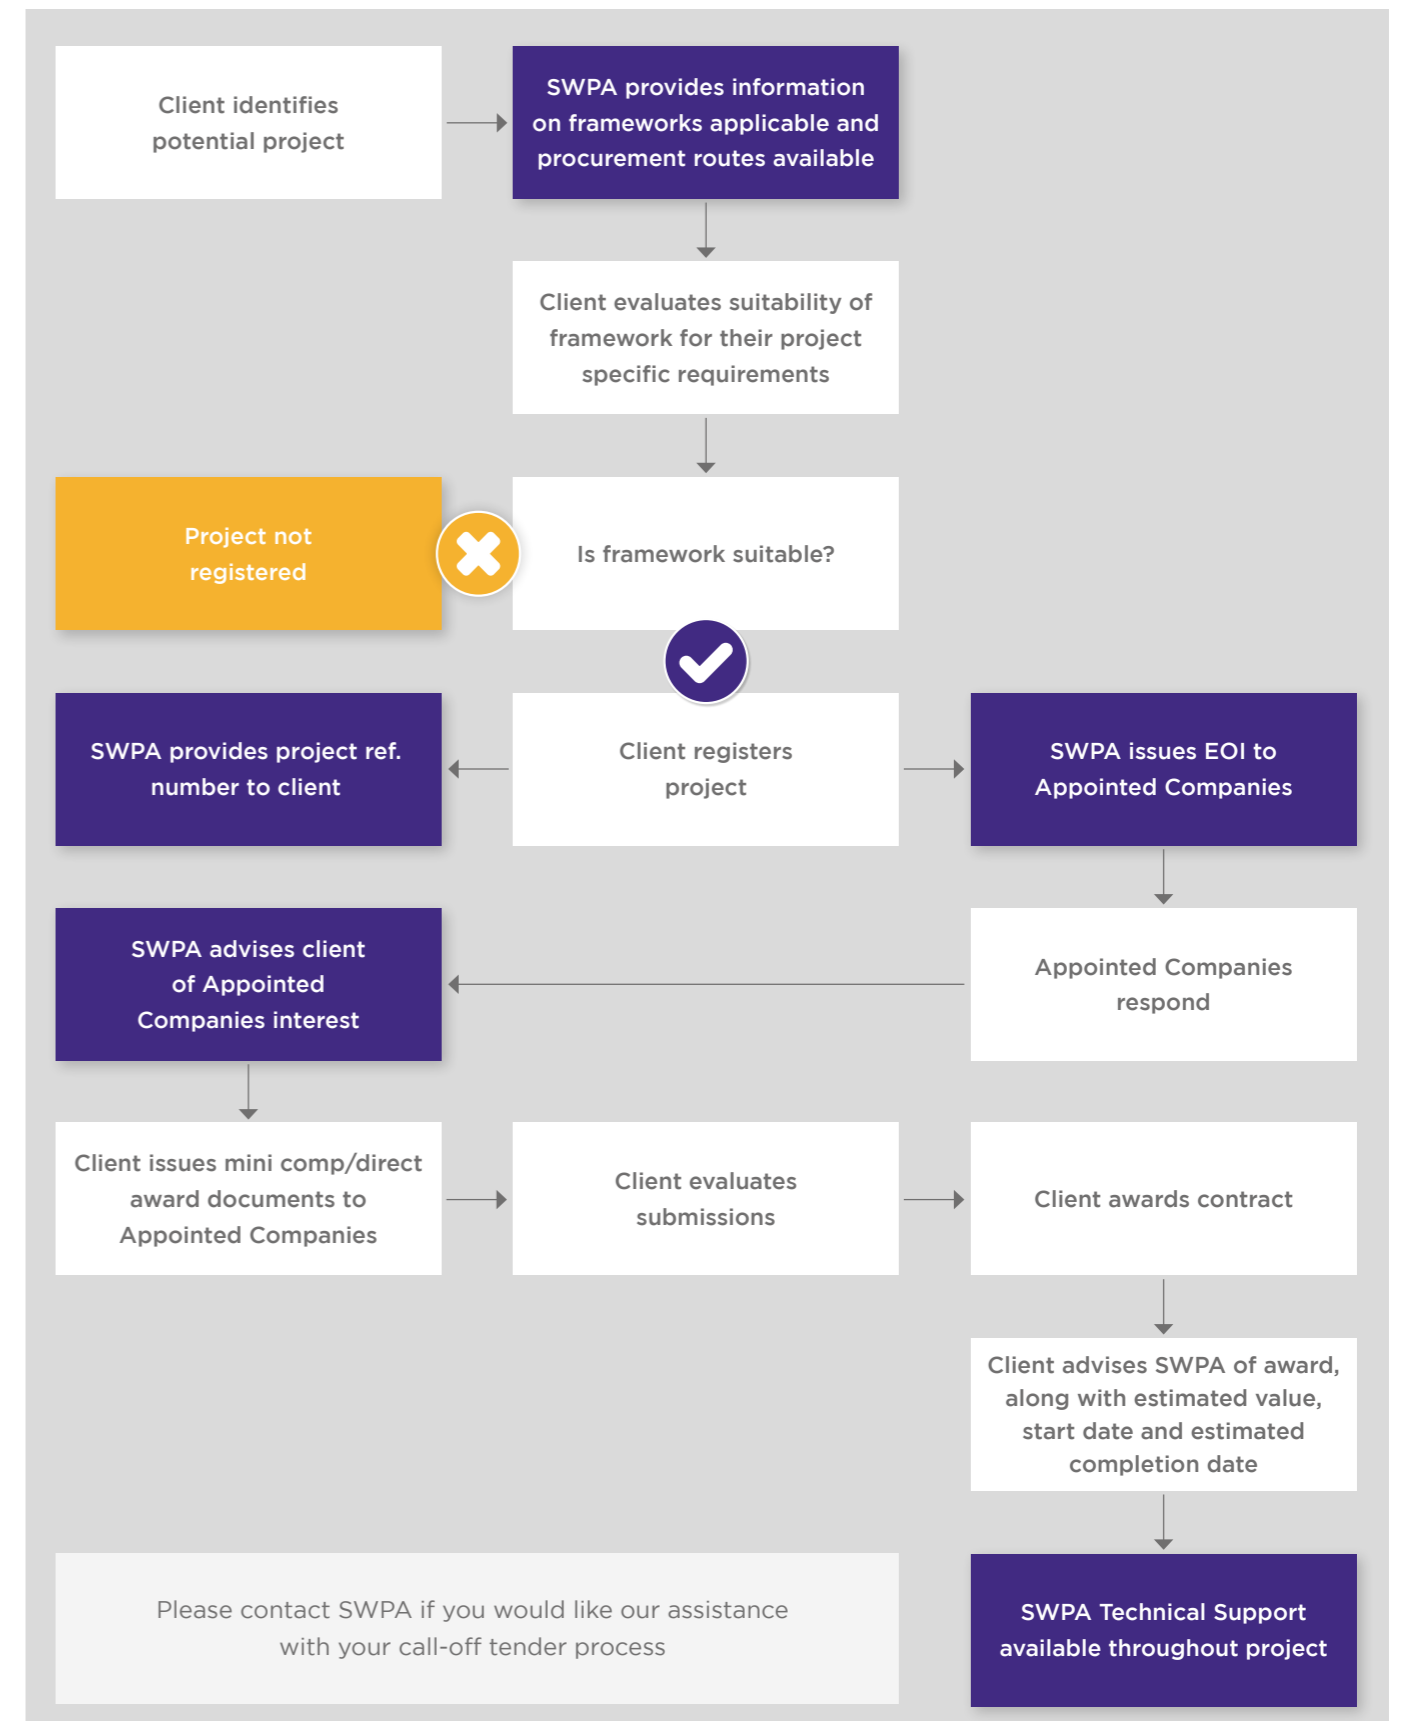 Client identifies
potential project
SWPA provides information
on frameworks applicable and
procurement routes available
Client evaluates suitability of
framework for their project
specific requirements
Project not
registered
Is framework suitable?
SWPA provides project ref.
number to client
Client registers
project
SWPA issues EOI to
Appointed Companies
SWPA advises client
of Appointed
Companies interest
Appointed Companies
respond
Client issues mini comp/direct
award documents to
Appointed Companies
Client evaluates
submissions
Client awards contract
Client advises SWPA of award,
along with estimated value,
start date and estimated
completion date
Please contact SWPA if you would like our assistance
with your call-off tender process
SWPA Technical Support
available throughout project